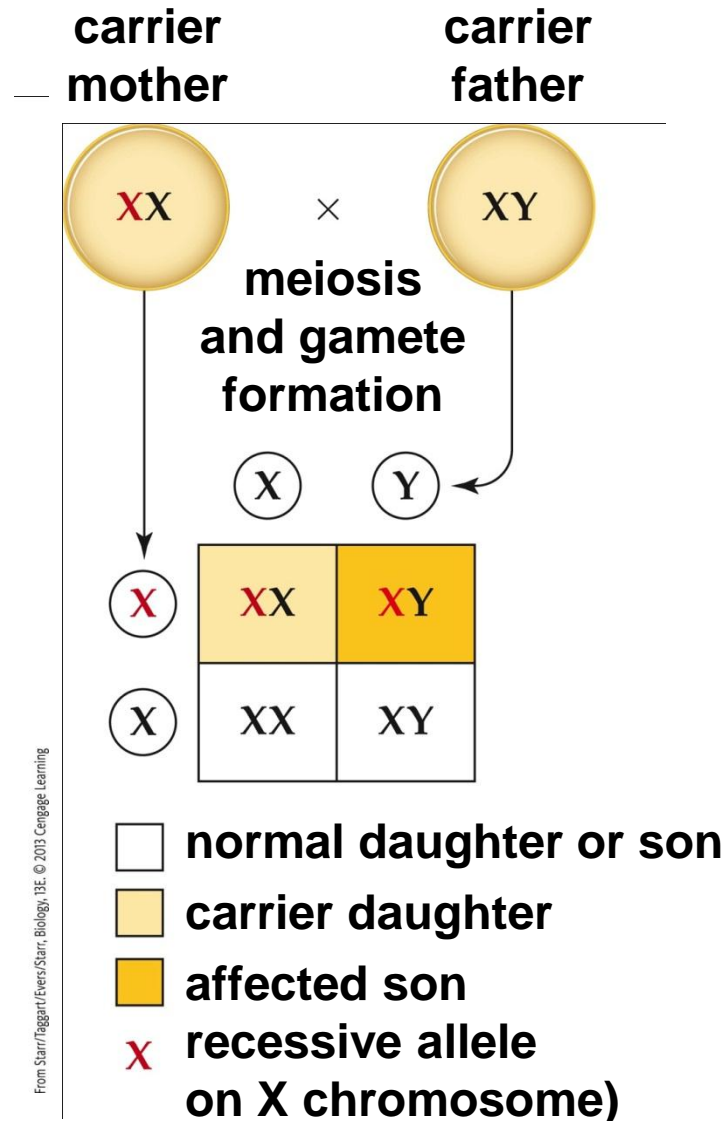 carrier mother
carrier father
XX × XY
meiosis
and gamete
formation
X Y
X XX XY
X XX XY
normal daughter or son
carrier daughter
affected son
X recessive allele
on X chromosome)
From Starr/Taggart/Evers/Starr, Biology, 13E. © 2013 Cengage Learning